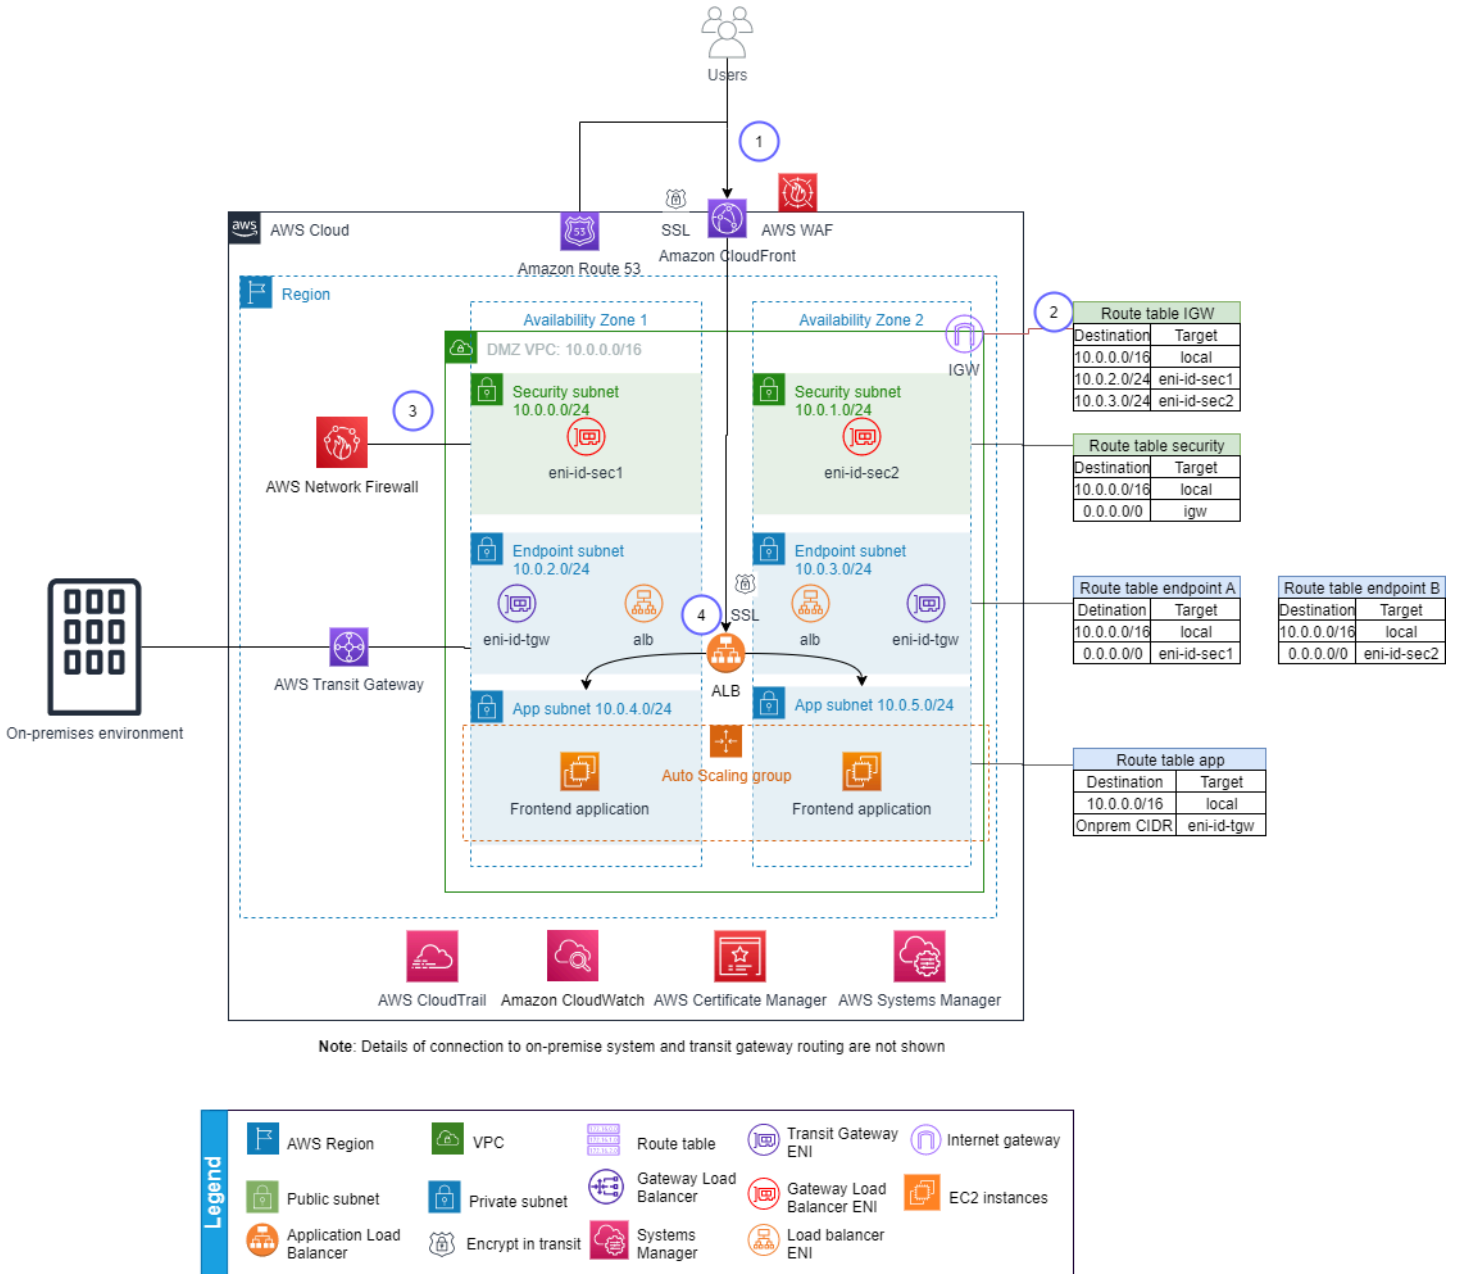 Users
1
aws
AWS Cloud
53
Amazon Route 53
SSL
Amazon CloudFront
AWS WAF
Region
Availability Zone 1
Availability Zone 2
DMZ VPC: 10.0.0.0/16
IGW
2
Route table IGW
Destination Target
10.0.0.0/16 local
10.0.2.0/24 eni-id-sec1
10.0.3.0/24 eni-id-sec2
Security subnet
10.0.0.0/24
eni-id-sec1
Security subnet
10.0.1.0/24
eni-id-sec2
3
AWS Network Firewall
Route table security
Destination Target
10.0.0.0/16 local
0.0.0.0/0 igw
Endpoint subnet
10.0.2.0/24
eni-id-tgw
alb
Endpoint subnet
10.0.3.0/24
alb
eni-id-tgw
4
SSL
ALB
Route table endpoint A
Detination Target
10.0.0.0/16 local
0.0.0.0/0 eni-id-sec1
Route table endpoint B
Destination Target
10.0.0.0/16 local
0.0.0.0/0 eni-id-sec2
On-premises environment
AWS Transit Gateway
App subnet 10.0.4.0/24
App subnet 10.0.5.0/24
Auto Scaling group
Frontend application
Frontend application
Route table app
Destination Target
10.0.0.0/16 local
Onprem CIDR eni-id-tgw
AWS CloudTrail
Amazon CloudWatch
AWS Certificate Manager
AWS Systems Manager
Note: Details of connection to on-premise system and transit gateway routing are not shown
Legend
AWS Region
VPC
Route table
Transit Gateway
ENI
Internet gateway
Public subnet
Private subnet
Gateway Load
Balancer
Gateway Load
Balancer ENI
EC2 instances
Application Load
Balancer
Encrypt in transit
Systems
Manager
Load balancer
ENI